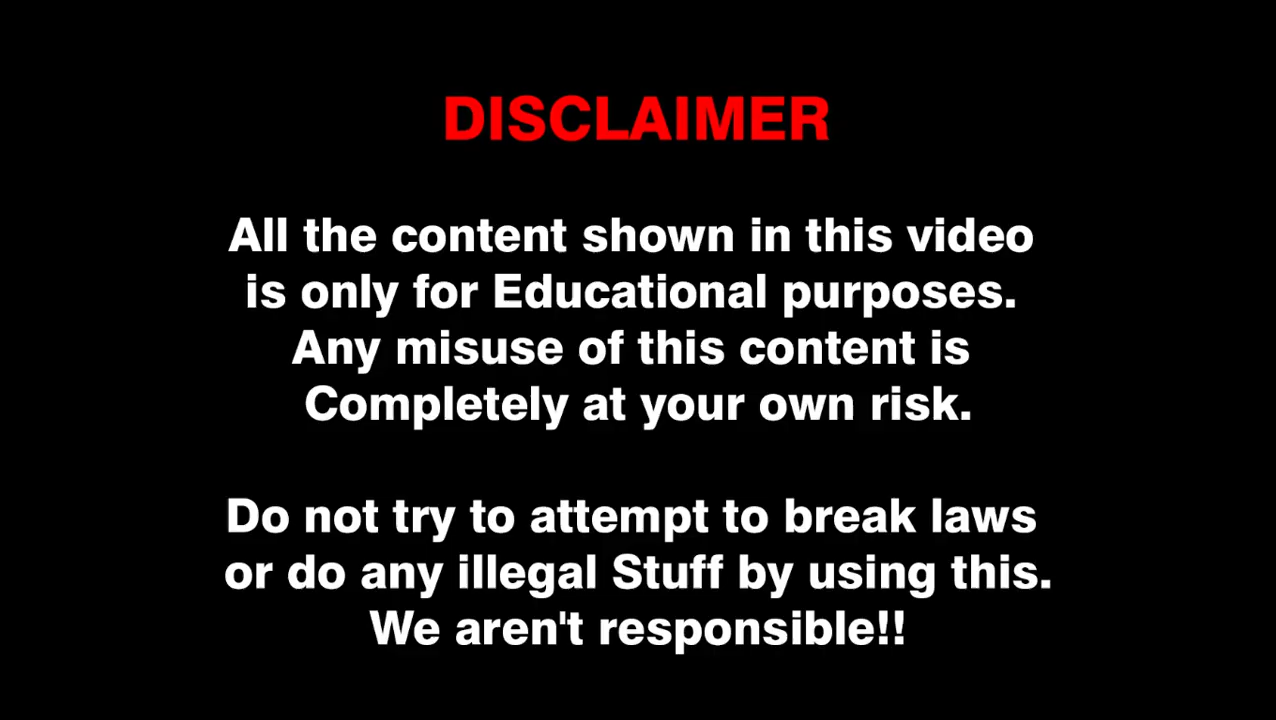 DISCLAIMER
All the content shown in this video
is only for Educational purposes.
Any misuse of this content is
Completely at your own risk.
Do not try to attempt to break laws
or do any illegal Stuff by using this.
We aren't responsible!!